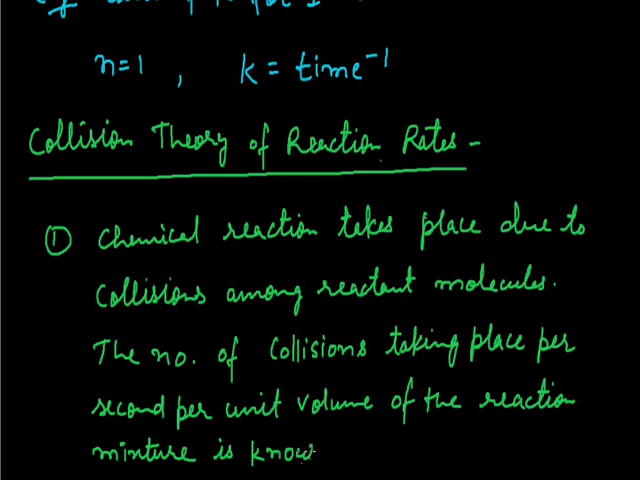 n=1 , k = time⁻¹
Collision Theory of Reaction Rates -
① Chemical reaction takes place due to
Collisions among reactant molecules.
The no. of Collisions taking place per
second per unit volume of the reaction
minture is know